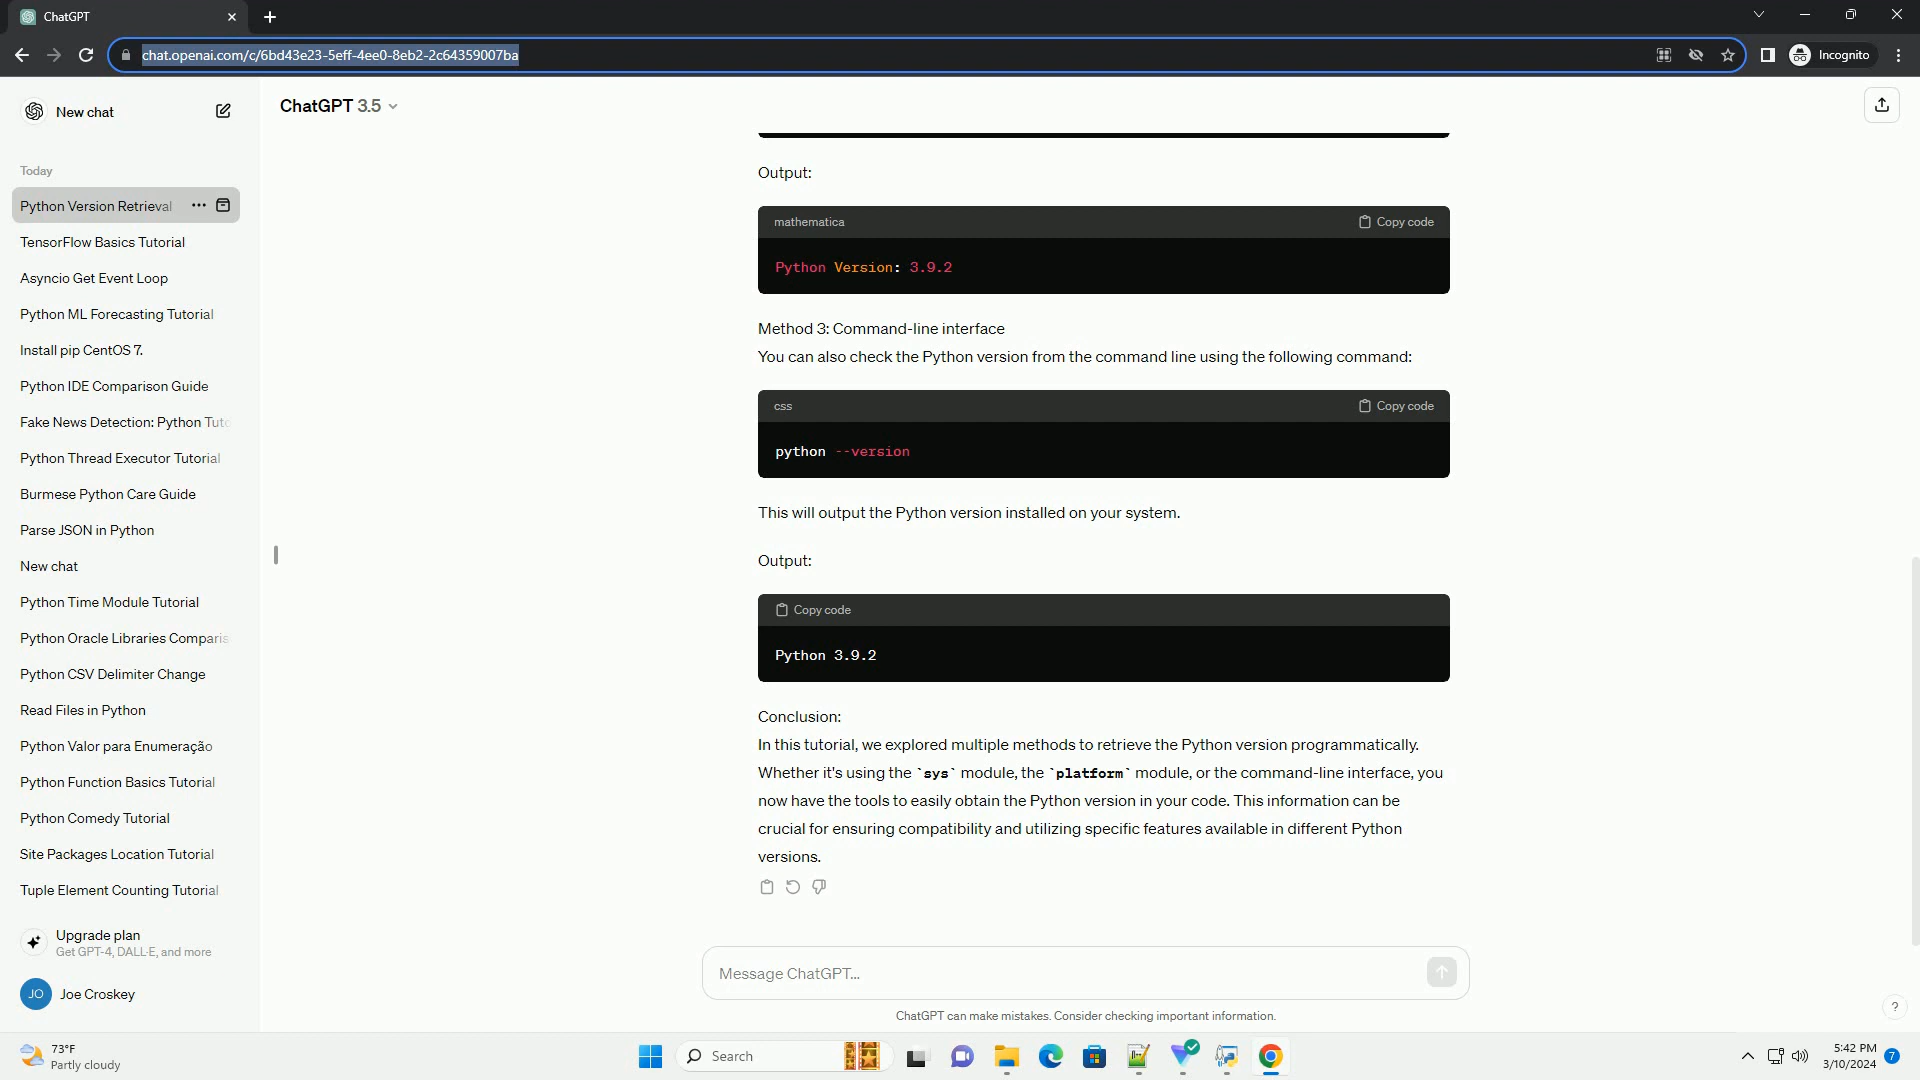 ChatGPT
chat.openai.com/c/6bd43e23-5eff-4ee0-8eb2-2c64359007ba
Incognito
New chat
ChatGPT 3.5
Today
Python Version Retrieval
TensorFlow Basics Tutorial
Asyncio Get Event Loop
Python ML Forecasting Tutorial
Install pip CentOS 7.
Python IDE Comparison Guide
Fake News Detection: Python Tuto
Python Thread Executor Tutorial
Burmese Python Care Guide
Parse JSON in Python
New chat
Python Time Module Tutorial
Python Oracle Libraries Comparis
Python CSV Delimiter Change
Read Files in Python
Python Valor para Enumeração
Python Function Basics Tutorial
Python Comedy Tutorial
Site Packages Location Tutorial
Tuple Element Counting Tutorial
Upgrade plan
Get GPT-4, DALL·E, and more
JO Joe Croskey
Output:
mathematica Copy code
Python Version: 3.9.2
Method 3: Command-line interface
You can also check the Python version from the command line using the following command:
css Copy code
python --version
This will output the Python version installed on your system.
Output:
Copy code
Python 3.9.2
Conclusion:
In this tutorial, we explored multiple methods to retrieve the Python version programmatically.
Whether it's using the `sys` module, the `platform` module, or the command-line interface, you
now have the tools to easily obtain the Python version in your code. This information can be
crucial for ensuring compatibility and utilizing specific features available in different Python
versions.
Message ChatGPT...
ChatGPT can make mistakes. Consider checking important information.
?
73°F
Partly cloudy
Search
5:42 PM
3/10/2024
7